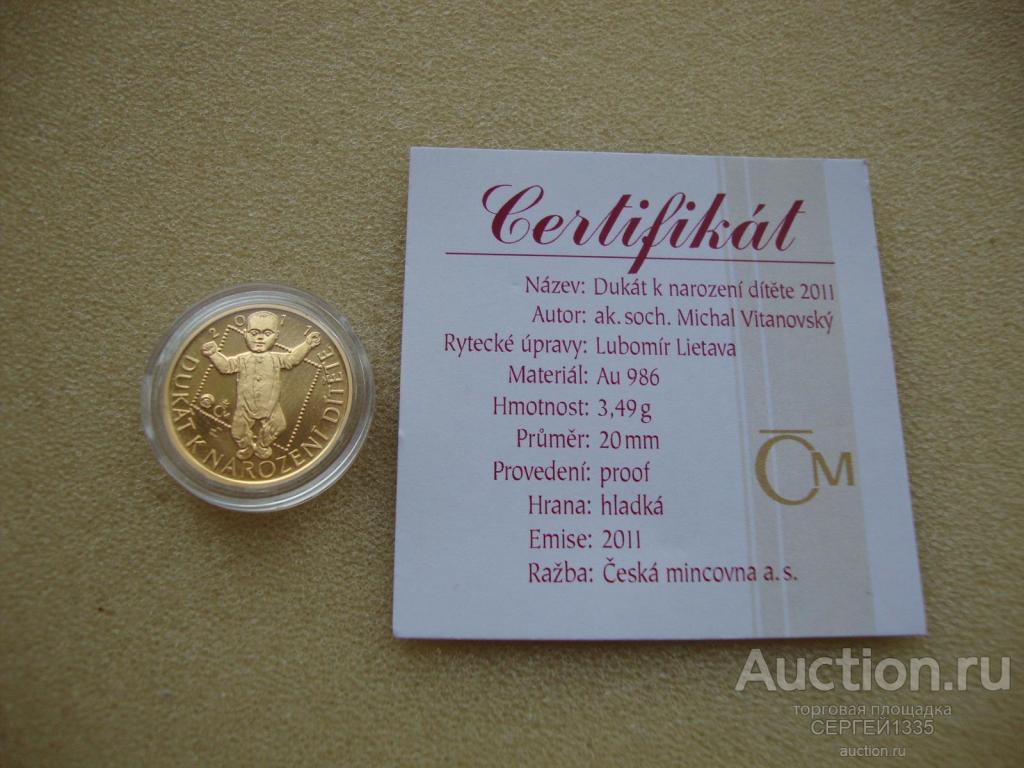 2011
DUKÁT K NAROZENÍ DÍTĚTE
Certifikát
Název: Dukát k narození dítěte 2011
Autor: ak. soch. Michal Vitanovský
Rytecké úpravy: Lubomír Lietava
Materiál: Au 986
Hmotnost: 3,49 g
Průměr: 20 mm
Provedení: proof
Hrana: hladká
Emise: 2011
Ražba: Česká mincovna a. s.
ČM
Auction.ru
торговая площадка
СЕРГЕЙ1335
auction.ru